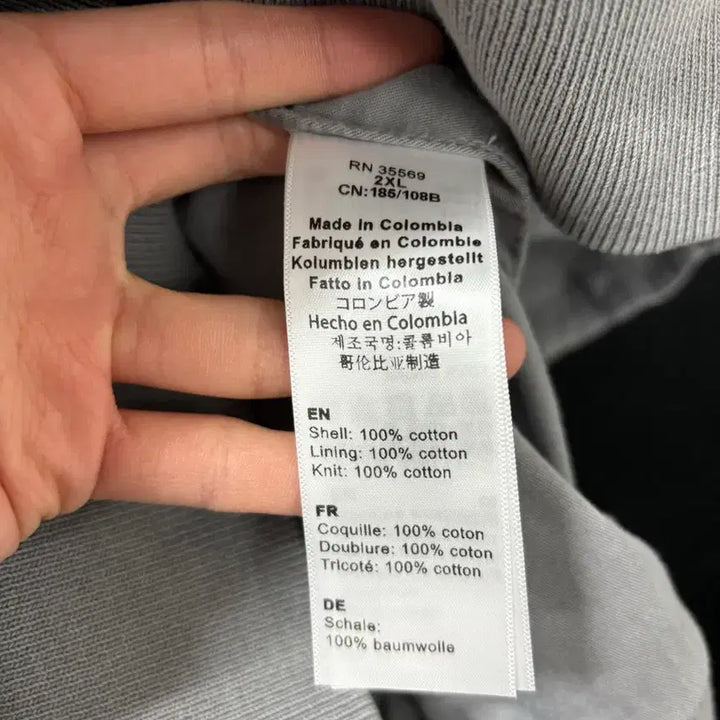 RN 35569
2XL
CN:185/108B
Made in Colombia
Fabriqué en Colombia
Kolumbien hergestellt
Fatto in Colombia
コロンビア製
Hecho en Colombia
제조국명:콜롬비아
哥伦比亚制造
EN
Shell: 100% cotton
Lining: 100% cotton
Knit: 100% cotton
FR
Coquille: 100% coton
Doublure: 100% coton
Tricoté: 100% cotton
DE
Schale:
100% baumwolle